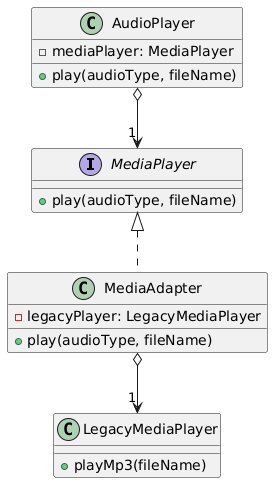 C AudioPlayer
mediaPlayer: MediaPlayer
play(audioType, fileName)
1
I MediaPlayer
play(audioType, fileName)
C MediaAdapter
legacyPlayer: LegacyMediaPlayer
play(audioType, fileName)
1
C LegacyMediaPlayer
playMp3(fileName)